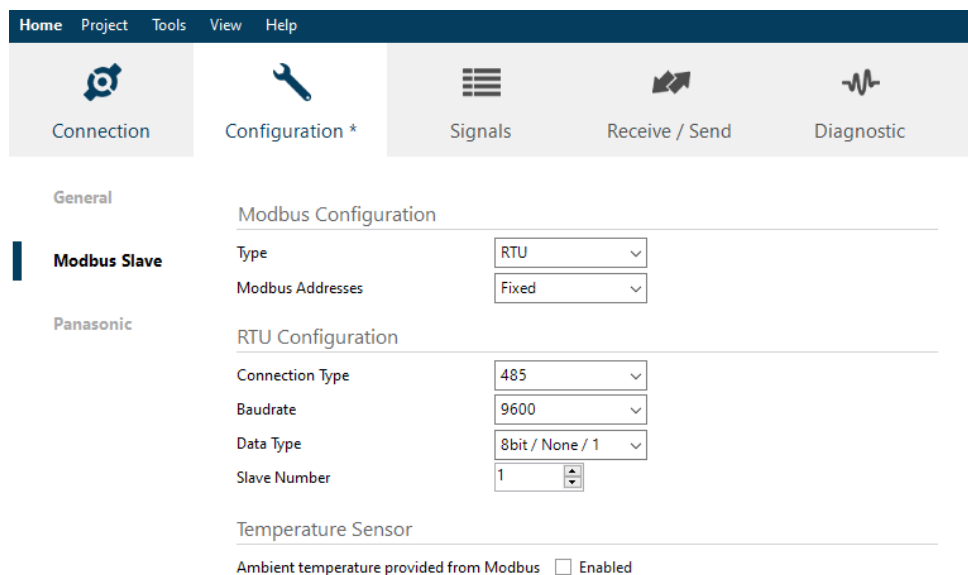 Home Project Tools View Help
Connection Configuration * Signals Receive / Send Diagnostic
General
Modbus Slave
Panasonic
Modbus Configuration
Type RTU
Modbus Addresses Fixed
RTU Configuration
Connection Type 485
Baudrate 9600
Data Type 8bit / None / 1
Slave Number 1
Temperature Sensor
Ambient temperature provided from Modbus Enabled